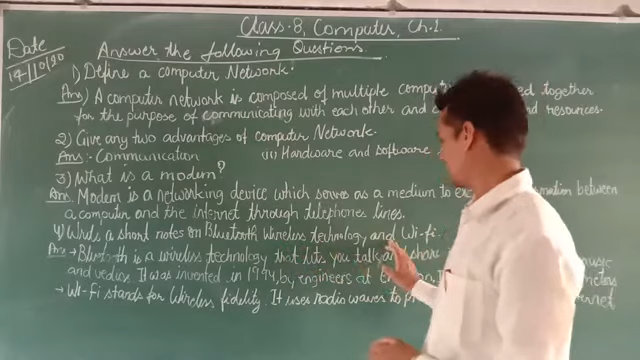 Class-8, Computer, Ch-1
Date
14/10/20
Answer the following Questions.
1) Define a computer Network.
Ans) A computer network is composed of multiple together
for the purpose of communicating with each other and resources.
2) Give any two advantages of computer Network.
Ans:- Communication (ii) Hardware and software
3) What is a modem?
Ans. Modem is a networking device which serves as a medium to between
a computer and the Internet through telephones lines.
4) Write a short notes on Bluetooth wireless technology and Wi-fi
Ans → Bluetooth is a wireless technology that lets you talk and share music
and vedios. It was invented in 1994, by engineers at
→ Wi-Fi stands for Wireless fidelity. It uses radio waves to